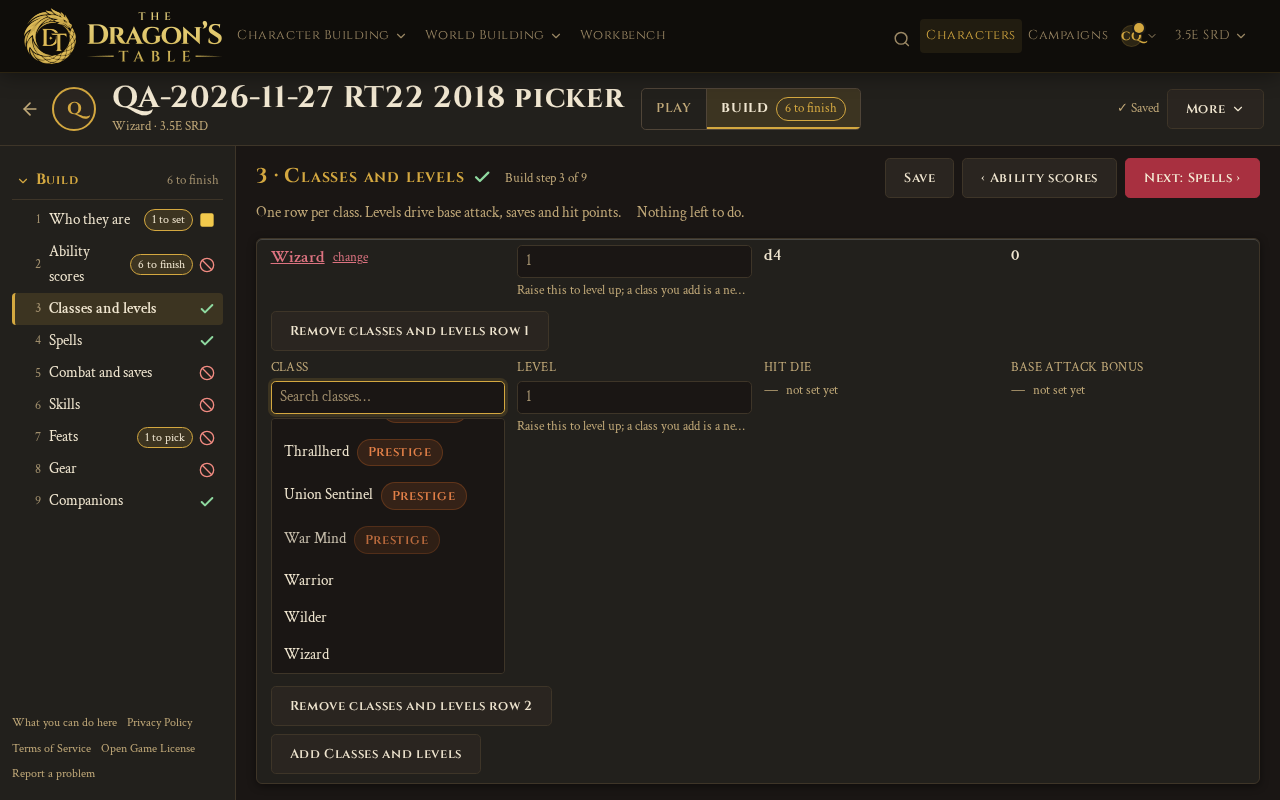 THE
DRAGON'S
TABLE
DT
CHARACTER BUILDING
WORLD BUILDING
WORKBENCH
CHARACTERS
CAMPAIGNS
CQ
3.5E SRD
Q
QA-2026-11-27 RT22 2018 PICKER
Wizard · 3.5E SRD
PLAY
BUILD 6 to finish
✓ Saved
MORE
BUILD 6 to finish
1 Who they are 1 to set
2 Ability scores 6 to finish
3 Classes and levels
4 Spells
5 Combat and saves
6 Skills
7 Feats 1 to pick
8 Gear
9 Companions
What you can do here Privacy Policy
Terms of Service Open Game License
Report a problem
3 · CLASSES AND LEVELS Build step 3 of 9
SAVE
‹ ABILITY SCORES
NEXT: SPELLS ›
One row per class. Levels drive base attack, saves and hit points. Nothing left to do.
Wizard change
1
d4
0
Raise this to level up; a class you add is a ne...
REMOVE CLASSES AND LEVELS ROW 1
CLASS LEVEL HIT DIE BASE ATTACK BONUS
Search classes...
1
— not set yet
— not set yet
Raise this to level up; a class you add is a ne...
Thrallherd PRESTIGE
Union Sentinel PRESTIGE
War Mind PRESTIGE
Warrior
Wilder
Wizard
REMOVE CLASSES AND LEVELS ROW 2
ADD CLASSES AND LEVELS